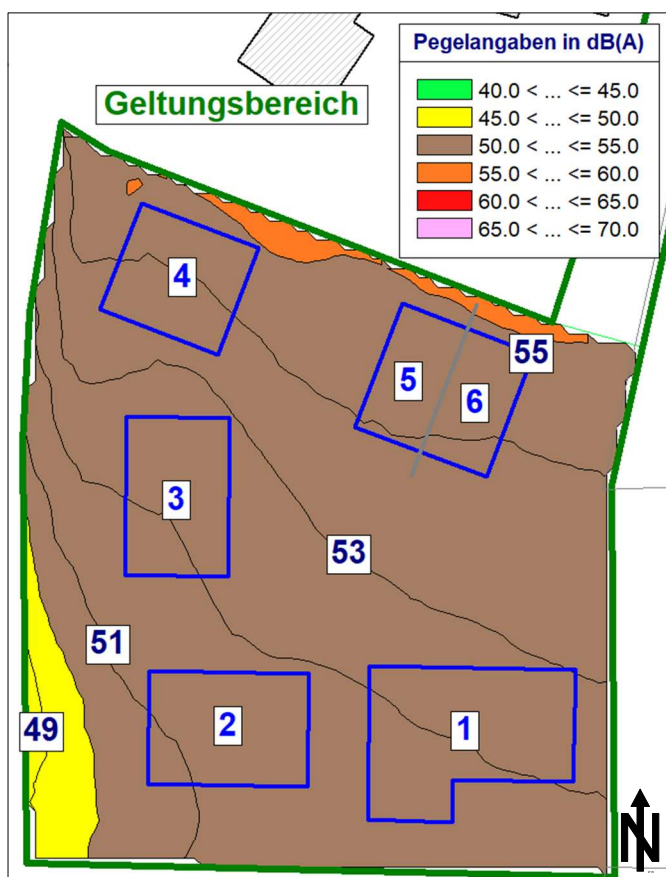 Pegelangaben in dB(A)
40.0 < ... <= 45.0
45.0 < ... <= 50.0
50.0 < ... <= 55.0
55.0 < ... <= 60.0
60.0 < ... <= 65.0
65.0 < ... <= 70.0
Geltungsbereich
4
55
5
6
3
53
51
2
1
49
N